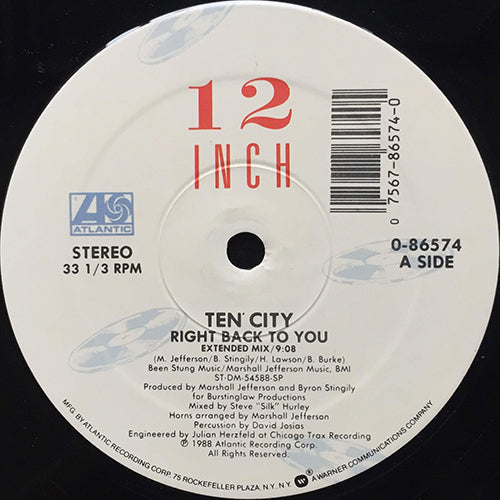 12
INCH
0 7567-86574-0
ATLANTIC
STEREO
33 1/3 RPM
0-86574
A SIDE
TEN CITY
RIGHT BACK TO YOU
EXTENDED MIX/9:08
(M. Jefferson/B. Stingily/H. Lawson/B. Burke)
Been Stung Music/Marshall Jefferson Music, BMI
ST-DM-54588-SP
Produced by Marshall Jefferson and Byron Stingily
for Burstinglaw Productions
Mixed by Steve "Silk" Hurley
Horns arranged by Marshall Jefferson
Percussion by David Josias
Engineered by Julian Herzfeld at Chicago Trax Recording
℗ 1988 Atlantic Recording Corp.
All Rights Reserved.
MFG. BY ATLANTIC RECORDING CORP. 75 ROCKEFELLER PLAZA. N.Y. N.Y. A WARNER COMMUNICATIONS COMPANY